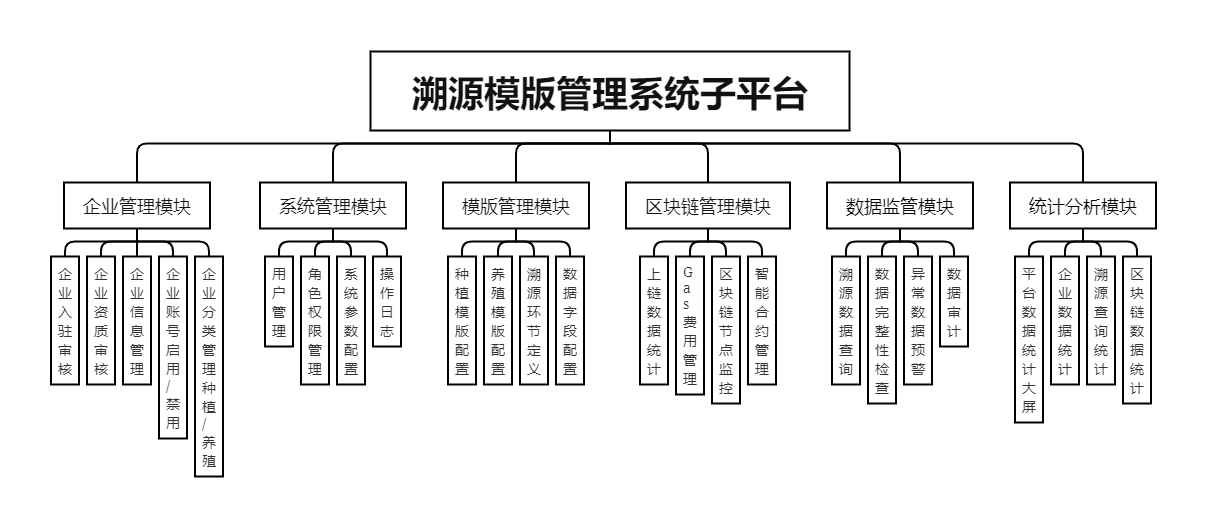 溯源模版管理系统子平台
企业管理模块
系统管理模块
模版管理模块
区块链管理模块
数据监管模块
统计分析模块
企业入驻审核
企业资质审核
企业信息管理
企业账号启用/禁用
企业分类管理种植/养殖
用户管理
角色权限管理
系统参数配置
操作日志
种植模版配置
养殖模版配置
溯源环节定义
数据字段配置
上链数据统计
Gas费用管理
区块链节点监控
智能合约管理
溯源数据查询
数据完整性检查
异常数据预警
数据审计
平台数据统计大屏
企业数据统计
溯源查询统计
区块链数据统计